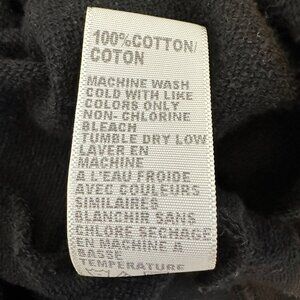 100%COTTON/
COTON
MACHINE WASH
COLD WITH LIKE
COLORS ONLY
NON- CHLORINE
BLEACH
TUMBLE DRY LOW
LAVER EN
MACHINE
A L'EAU FROIDE
AVEC COULEURS
SIMILAIRES
BLANCHIR SANS
CHLORE SECHAGE
EN MACHINE A
BASSE
TEMPERATURE